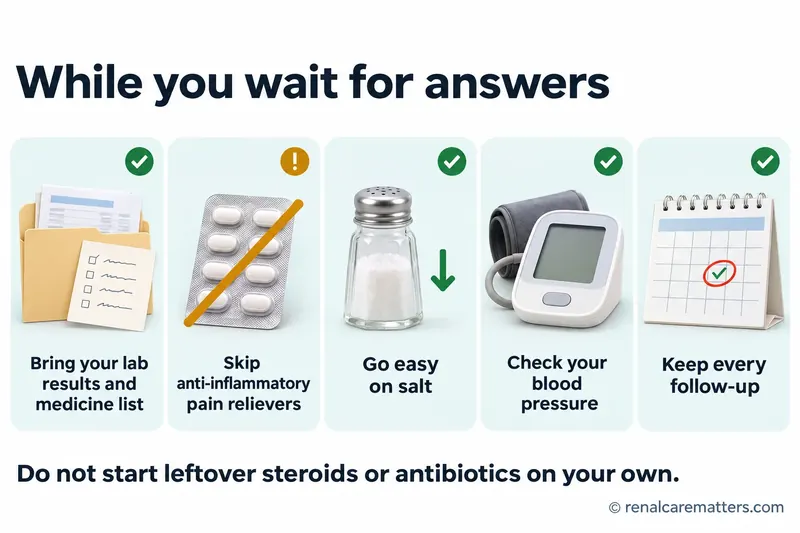 While you wait for answers
Bring your lab
results and
medicine list
Skip
anti-inflammatory
pain relievers
Go easy
on salt
Check your
blood
pressure
Keep every
follow-up
Do not start leftover steroids or antibiotics on your own.
© renalcarematters.com